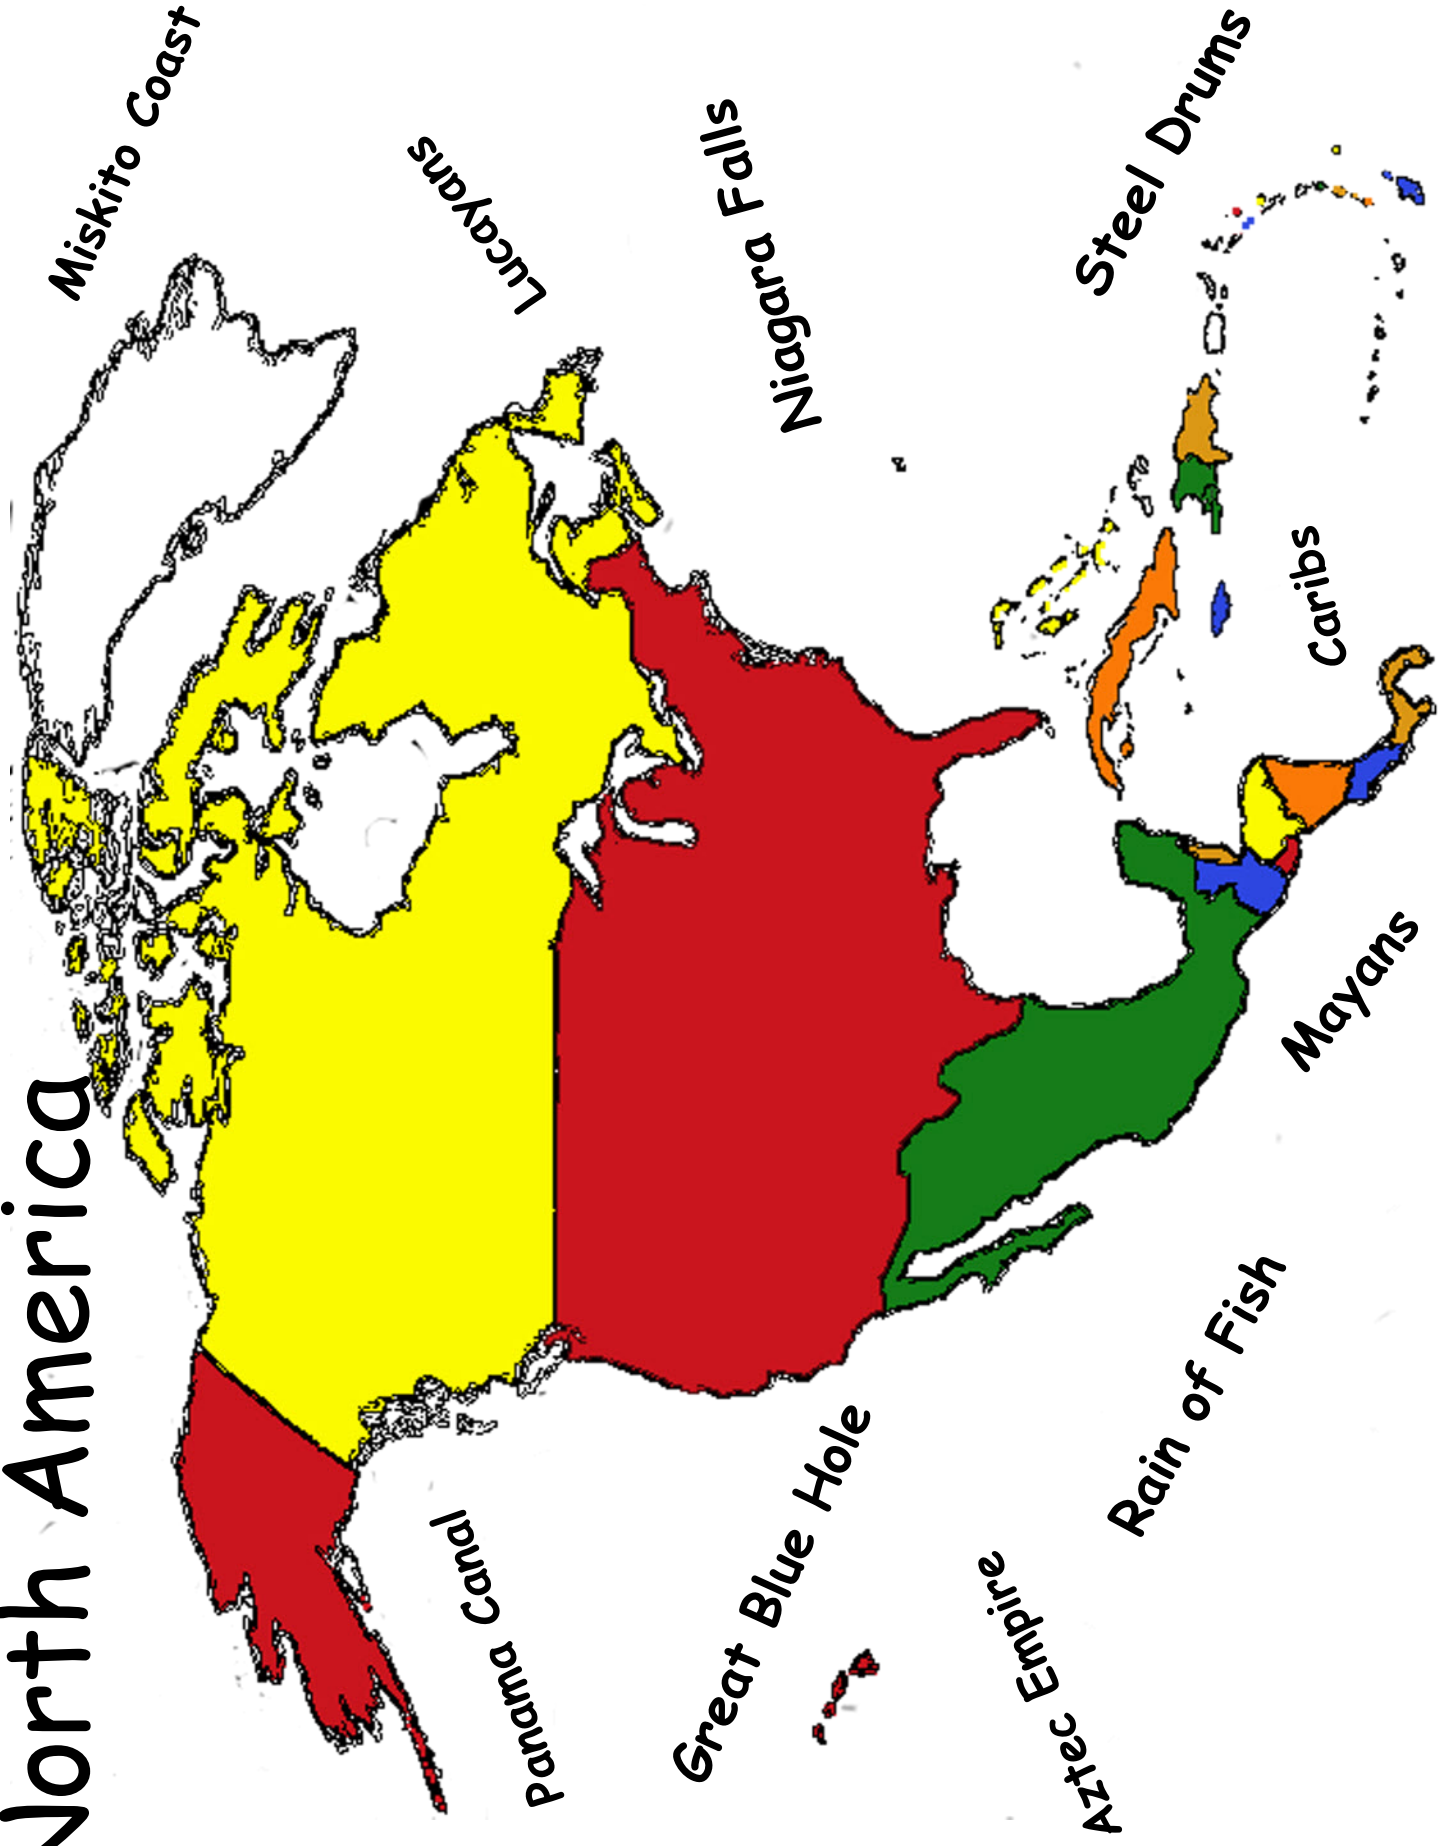 North America
Miskito Coast
Panama Canal
Lucayans
Great Blue Hole
Niagara Falls
Aztec Empire
Rain of Fish
Steel Drums
Mayans
Caribs